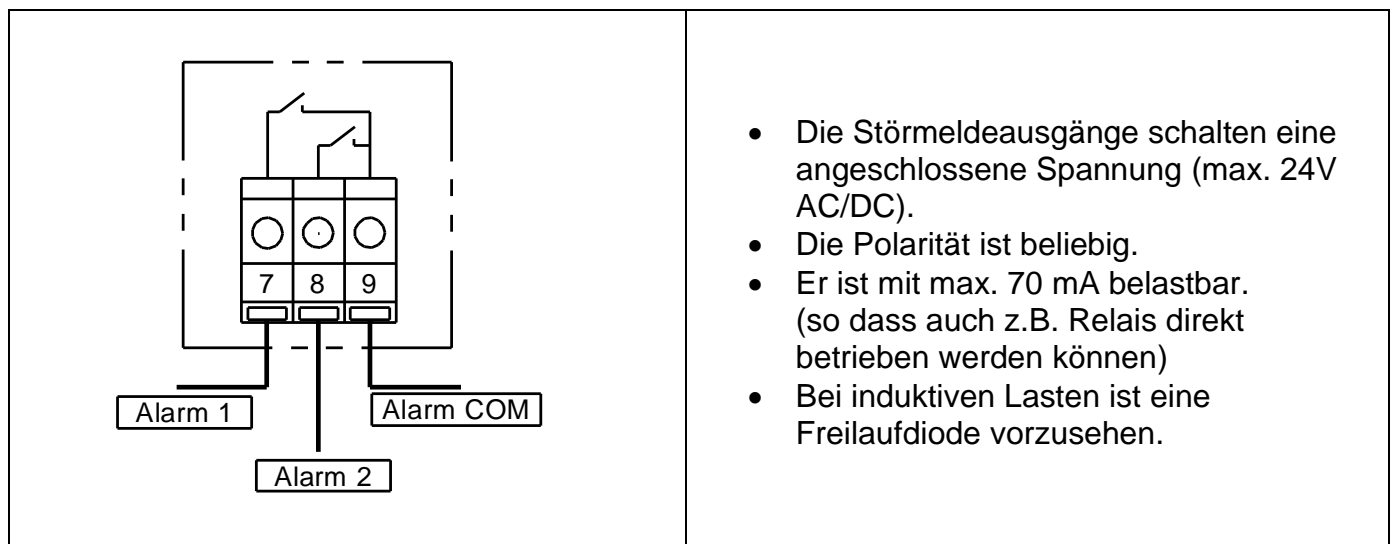 7 8 9
Alarm 1
Alarm COM
Alarm 2
• Die Störmeldeausgänge schalten eine
angeschlossene Spannung (max. 24V
AC/DC).
• Die Polarität ist beliebig.
• Er ist mit max. 70 mA belastbar.
(so dass auch z.B. Relais direkt
betrieben werden können)
• Bei induktiven Lasten ist eine
Freilaufdiode vorzusehen.